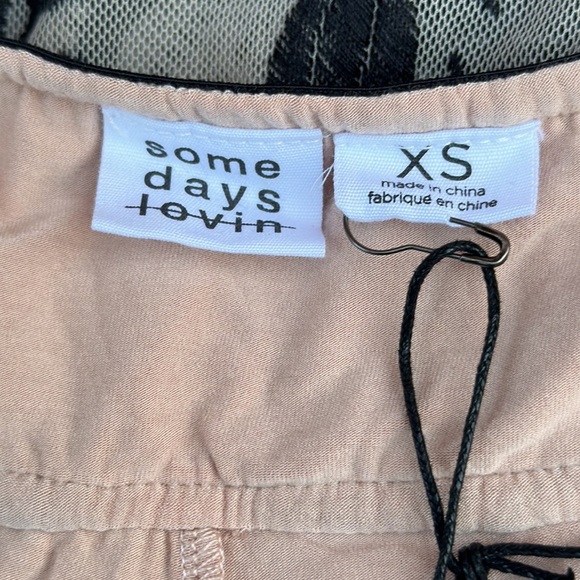 some
days
lovin
XS
made in china
fabriqué en chine